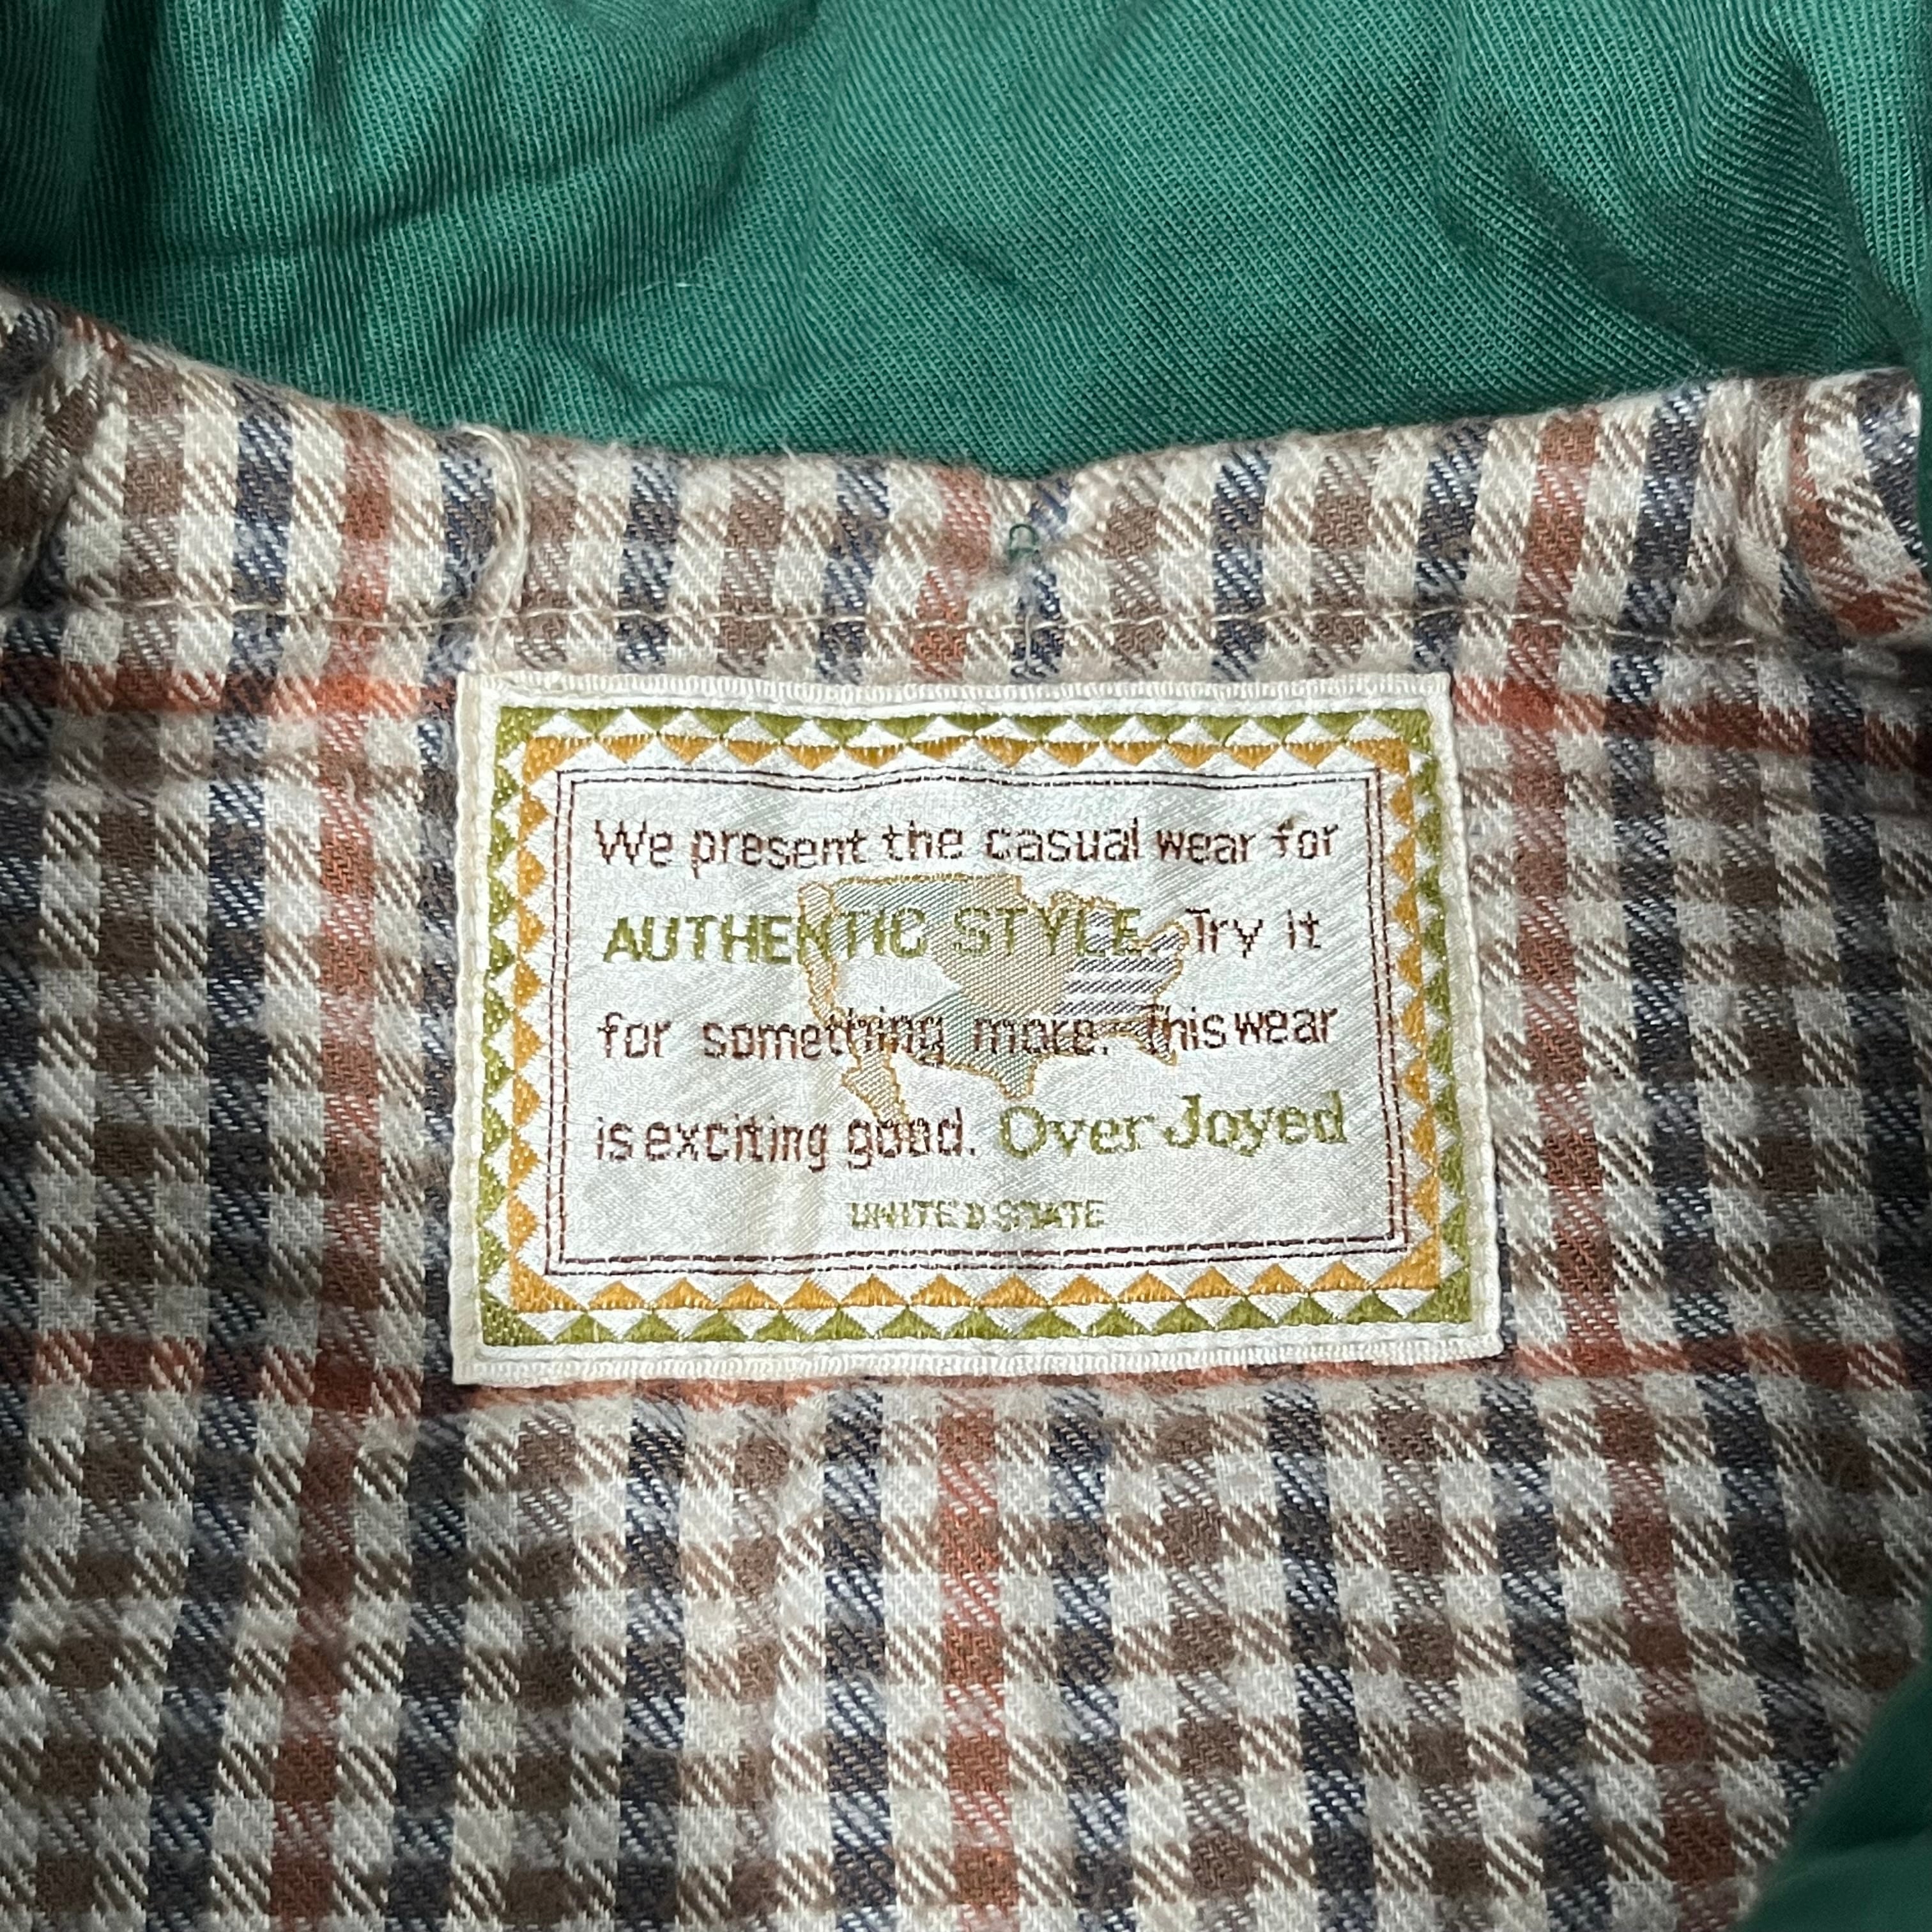 We present the casual wear for
AUTHENTIC STYLE. Try it
for something more. This wear
is exciting good. Over Joyed
UNITED STATE